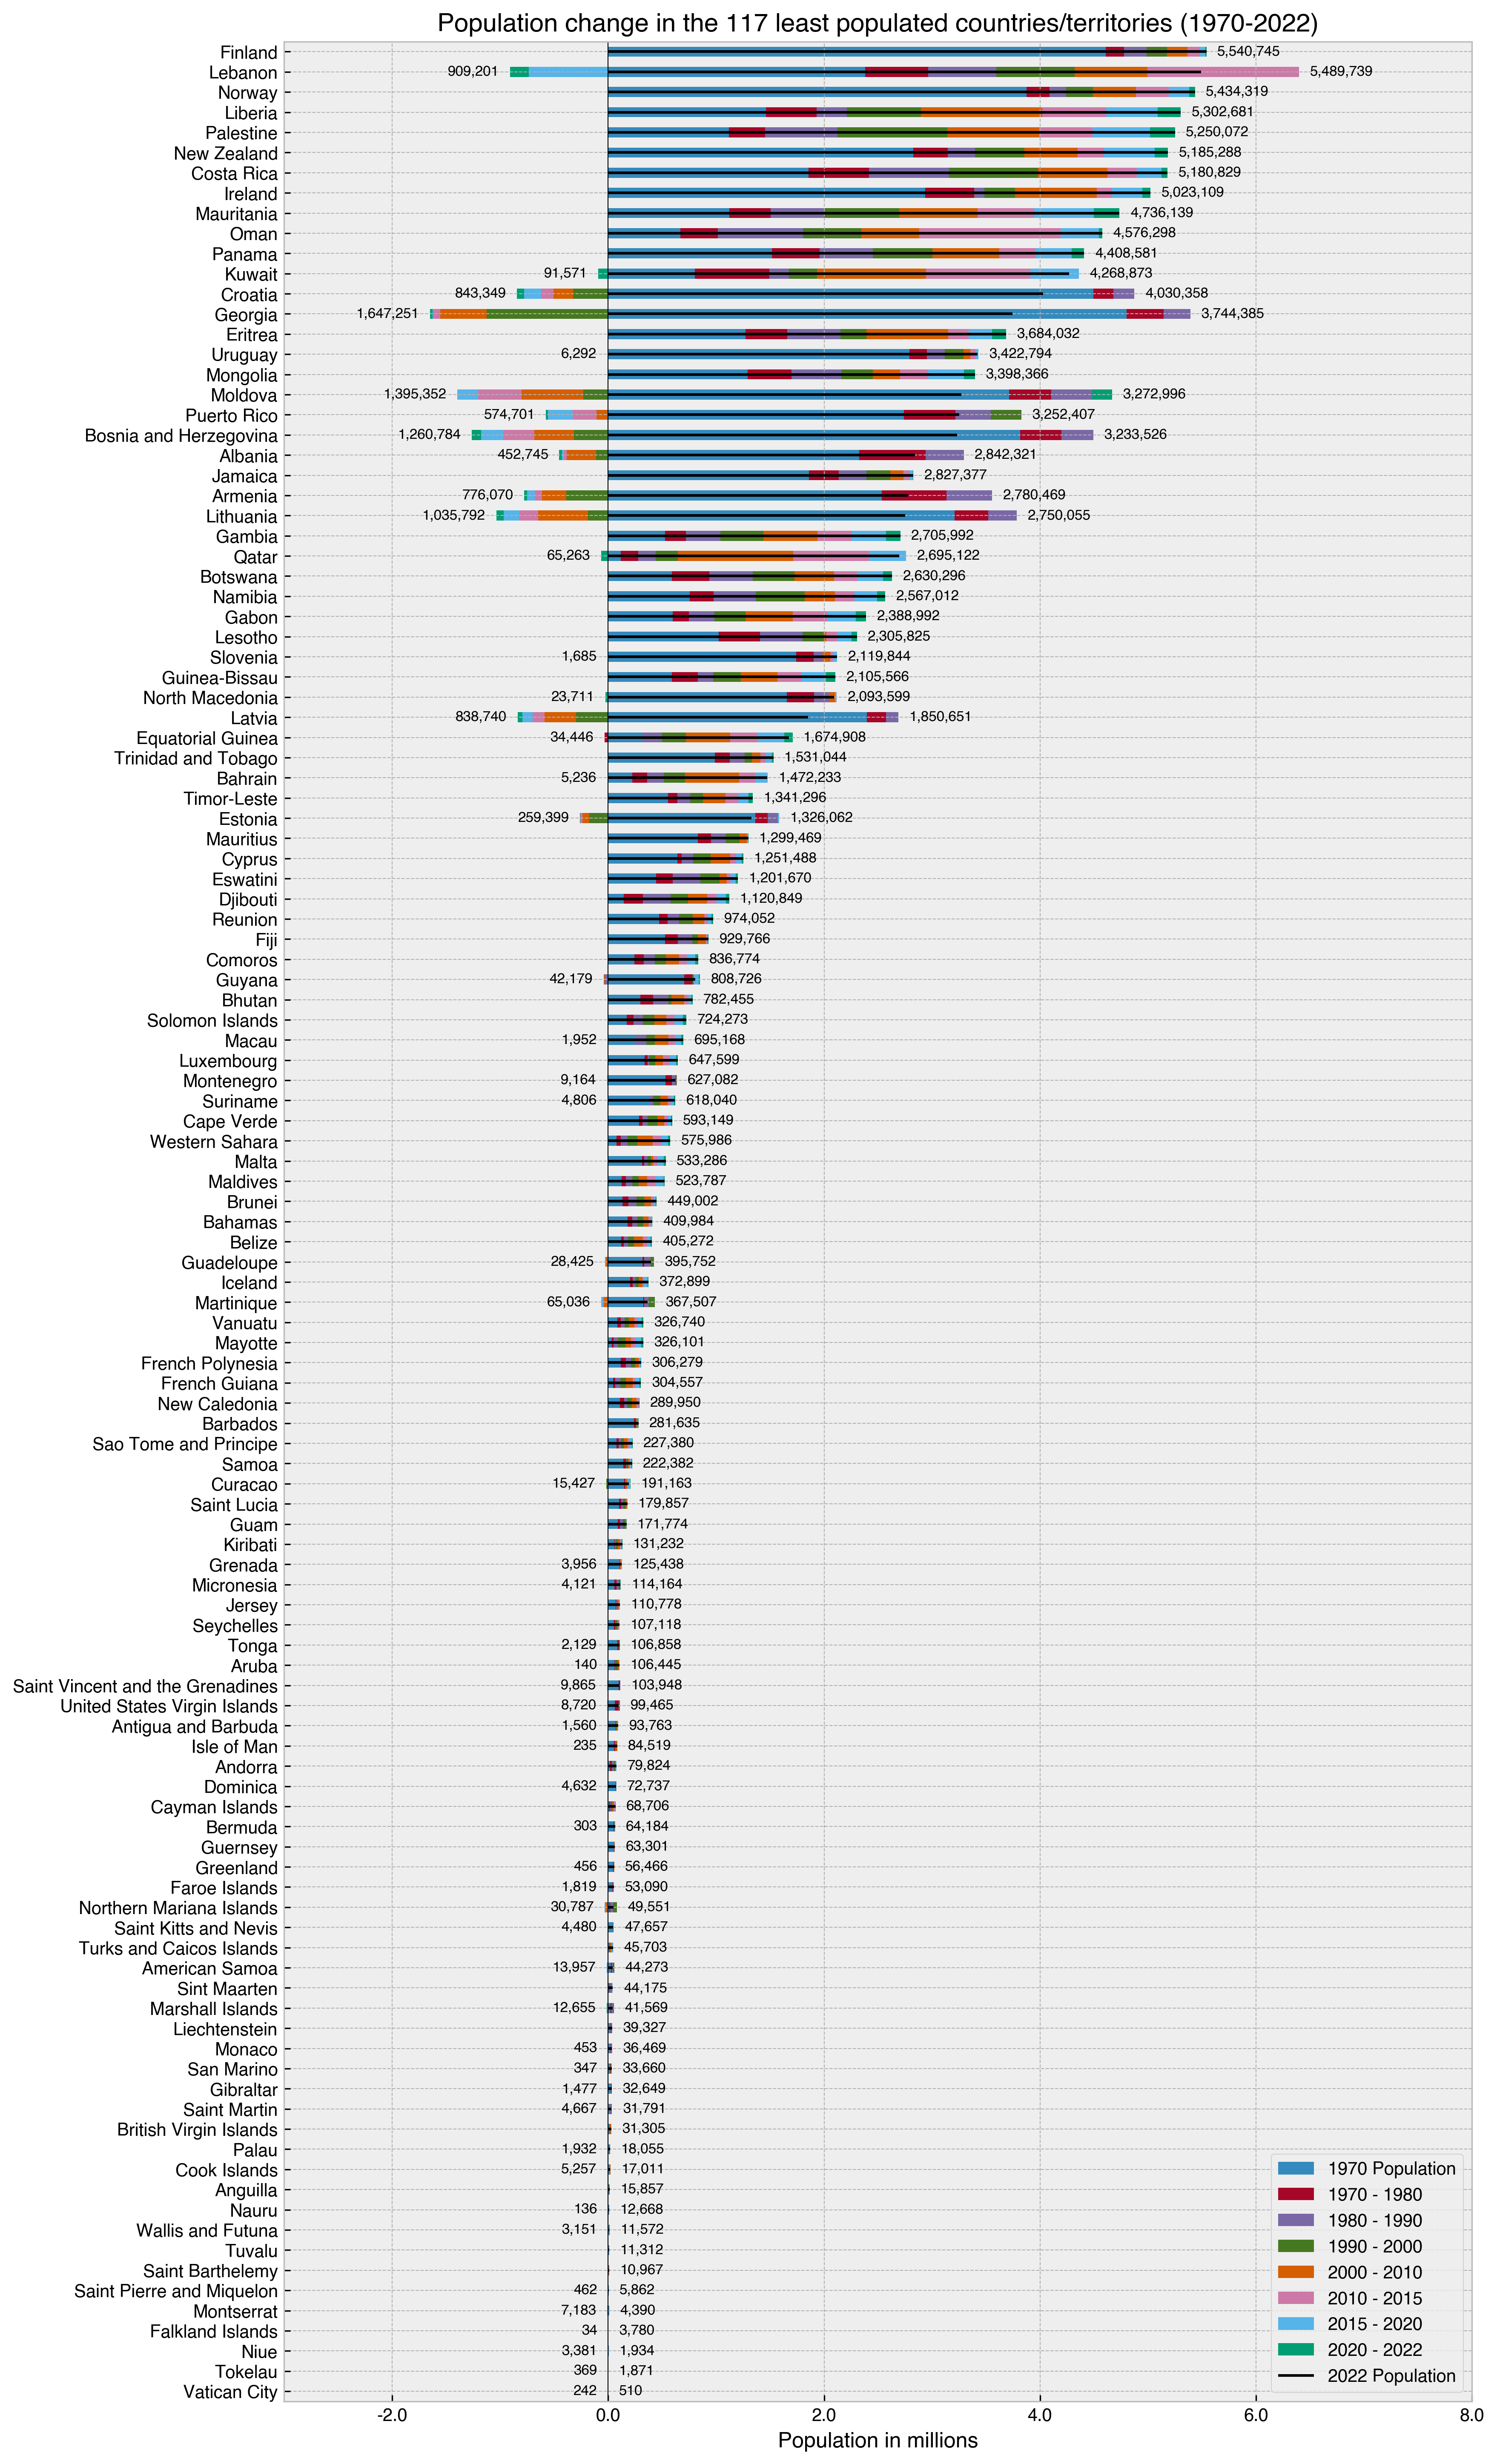 Population change in the 117 least populated countries/territories (1970-2022)
Finland 5,540,745
Lebanon 909,201 5,489,739
Norway 5,434,319
Liberia 5,302,681
Palestine 5,250,072
New Zealand 5,185,288
Costa Rica 5,180,829
Ireland 5,023,109
Mauritania 4,736,139
Oman 4,576,298
Panama 4,408,581
Kuwait 91,571 4,268,873
Croatia 843,349 4,030,358
Georgia 1,647,251 3,744,385
Eritrea 3,684,032
Uruguay 6,292 3,422,794
Mongolia 3,398,366
Moldova 1,395,352 3,272,996
Puerto Rico 574,701 3,252,407
Bosnia and Herzegovina 1,260,784 3,233,526
Albania 452,745 2,842,321
Jamaica 2,827,377
Armenia 776,070 2,780,469
Lithuania 1,035,792 2,750,055
Gambia 2,705,992
Qatar 65,263 2,695,122
Botswana 2,630,296
Namibia 2,567,012
Gabon 2,388,992
Lesotho 2,305,825
Slovenia 1,685 2,119,844
Guinea-Bissau 2,105,566
North Macedonia 23,711 2,093,599
Latvia 838,740 1,850,651
Equatorial Guinea 34,446 1,674,908
Trinidad and Tobago 1,531,044
Bahrain 5,236 1,472,233
Timor-Leste 1,341,296
Estonia 259,399 1,326,062
Mauritius 1,299,469
Cyprus 1,251,488
Eswatini 1,201,670
Djibouti 1,120,849
Reunion 974,052
Fiji 929,766
Comoros 836,774
Guyana 42,179 808,726
Bhutan 782,455
Solomon Islands 724,273
Macau 1,952 695,168
Luxembourg 647,599
Montenegro 9,164 627,082
Suriname 4,806 618,040
Cape Verde 593,149
Western Sahara 575,986
Malta 533,286
Maldives 523,787
Brunei 449,002
Bahamas 409,984
Belize 405,272
Guadeloupe 28,425 395,752
Iceland 372,899
Martinique 65,036 367,507
Vanuatu 326,740
Mayotte 326,101
French Polynesia 306,279
French Guiana 304,557
New Caledonia 289,950
Barbados 281,635
Sao Tome and Principe 227,380
Samoa 222,382
Curacao 15,427 191,163
Saint Lucia 179,857
Guam 171,774
Kiribati 131,232
Grenada 3,956 125,438
Micronesia 4,121 114,164
Jersey 110,778
Seychelles 107,118
Tonga 2,129 106,858
Aruba 140 106,445
Saint Vincent and the Grenadines 9,865 103,948
United States Virgin Islands 8,720 99,465
Antigua and Barbuda 1,560 93,763
Isle of Man 235 84,519
Andorra 79,824
Dominica 4,632 72,737
Cayman Islands 68,706
Bermuda 303 64,184
Guernsey 63,301
Greenland 456 56,466
Faroe Islands 1,819 53,090
Northern Mariana Islands 30,787 49,551
Saint Kitts and Nevis 4,480 47,657
Turks and Caicos Islands 45,703
American Samoa 13,957 44,273
Sint Maarten 44,175
Marshall Islands 12,655 41,569
Liechtenstein 39,327
Monaco 453 36,469
San Marino 347 33,660
Gibraltar 1,477 32,649
Saint Martin 4,667 31,791
British Virgin Islands 31,305
Palau 1,932 18,055
Cook Islands 5,257 17,011
Anguilla 15,857
Nauru 136 12,668
Wallis and Futuna 3,151 11,572
Tuvalu 11,312
Saint Barthelemy 10,967
Saint Pierre and Miquelon 462 5,862
Montserrat 7,183 4,390
Falkland Islands 34 3,780
Niue 3,381 1,934
Tokelau 369 1,871
Vatican City 242 510
1970 Population
1970 - 1980
1980 - 1990
1990 - 2000
2000 - 2010
2010 - 2015
2015 - 2020
2020 - 2022
2022 Population
-2.0 0.0 2.0 4.0 6.0 8.0
Population in millions